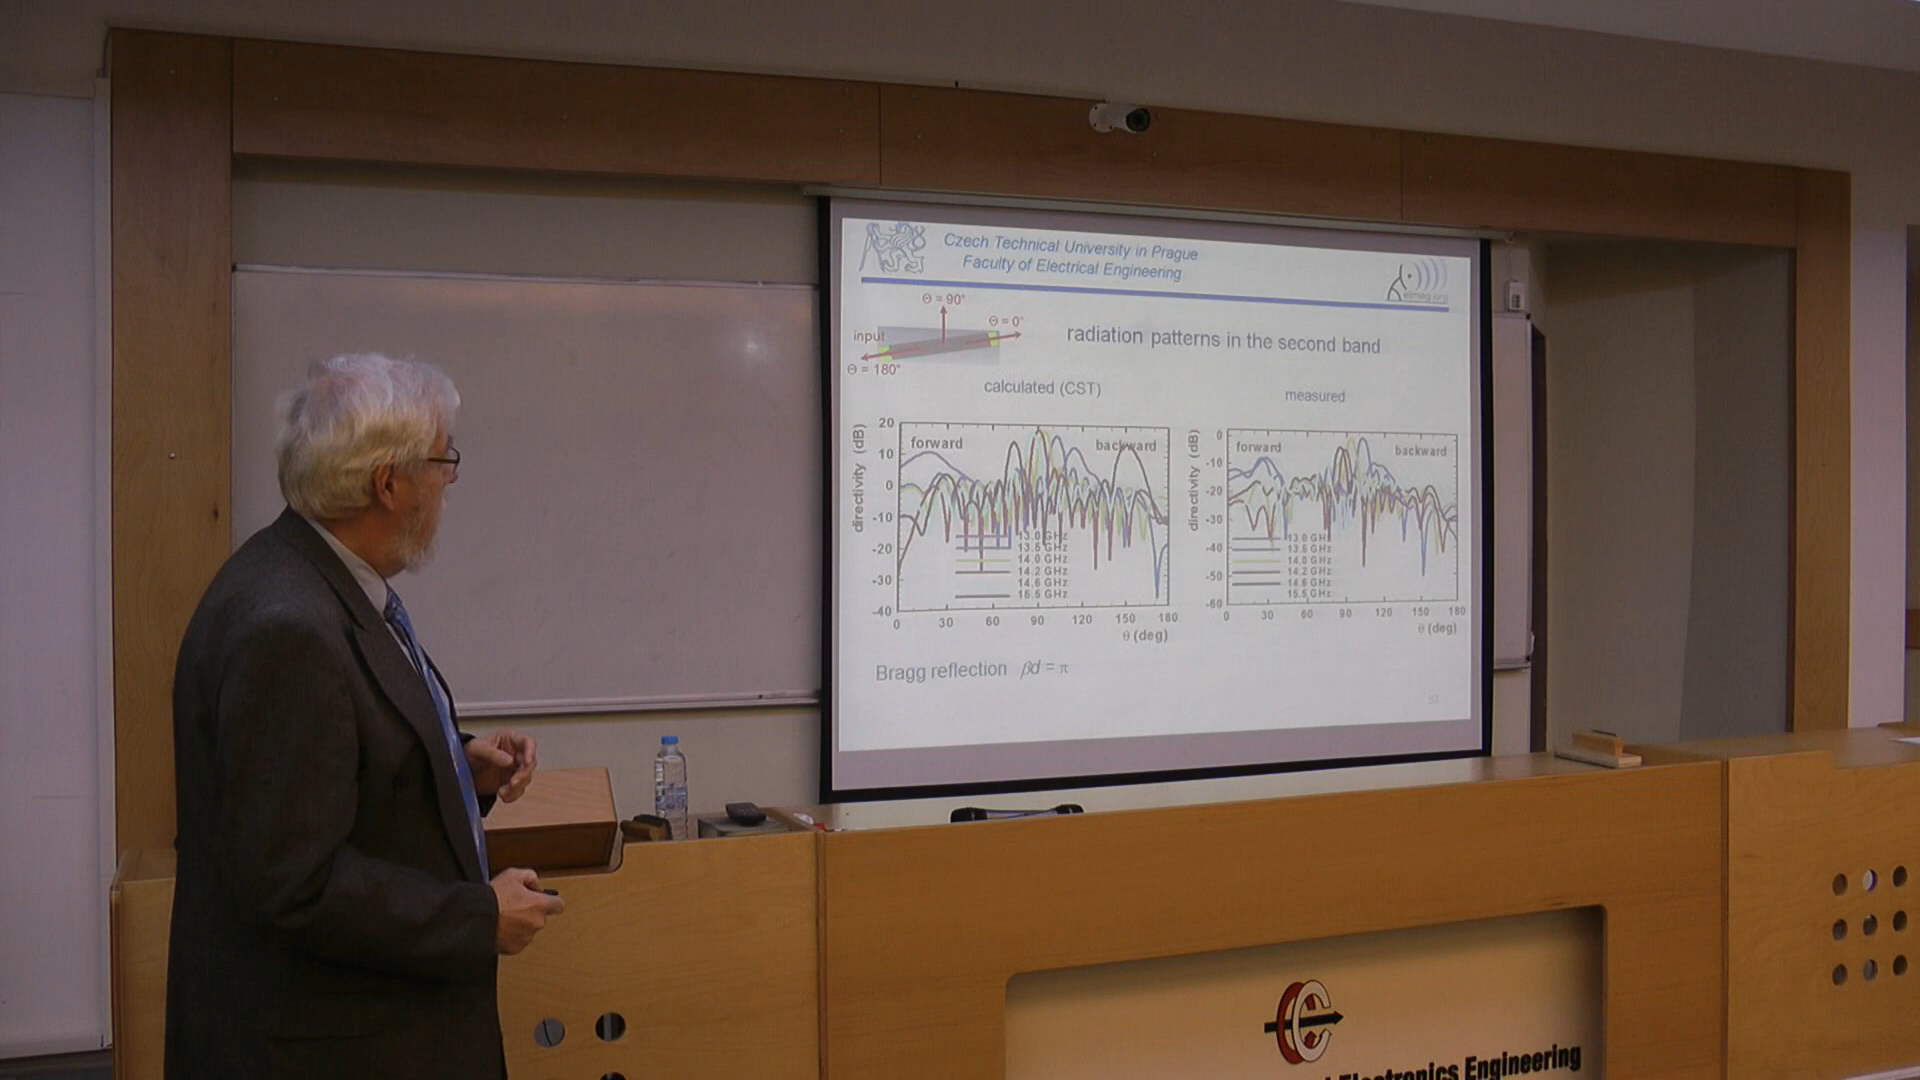 Czech Technical University in Prague
Faculty of Electrical Engineering
elmag.org
Θ = 90°
Θ = 0°
input
Θ = 180°
radiation patterns in the second band
calculated (CST)
measured
directivity (dB)
20
10
0
-10
-20
-30
-40
forward
backward
13.0 GHz
13.5 GHz
14.0 GHz
14.2 GHz
14.6 GHz
15.5 GHz
0 30 60 90 120 150 180
θ (deg)
directivity (dB)
0
-10
-20
-30
-40
-50
-60
forward
backward
13.0 GHz
13.5 GHz
14.0 GHz
14.2 GHz
14.6 GHz
15.5 GHz
0 30 60 90 120 150 180
θ (deg)
Bragg reflection βd = π
Electronics Engineering